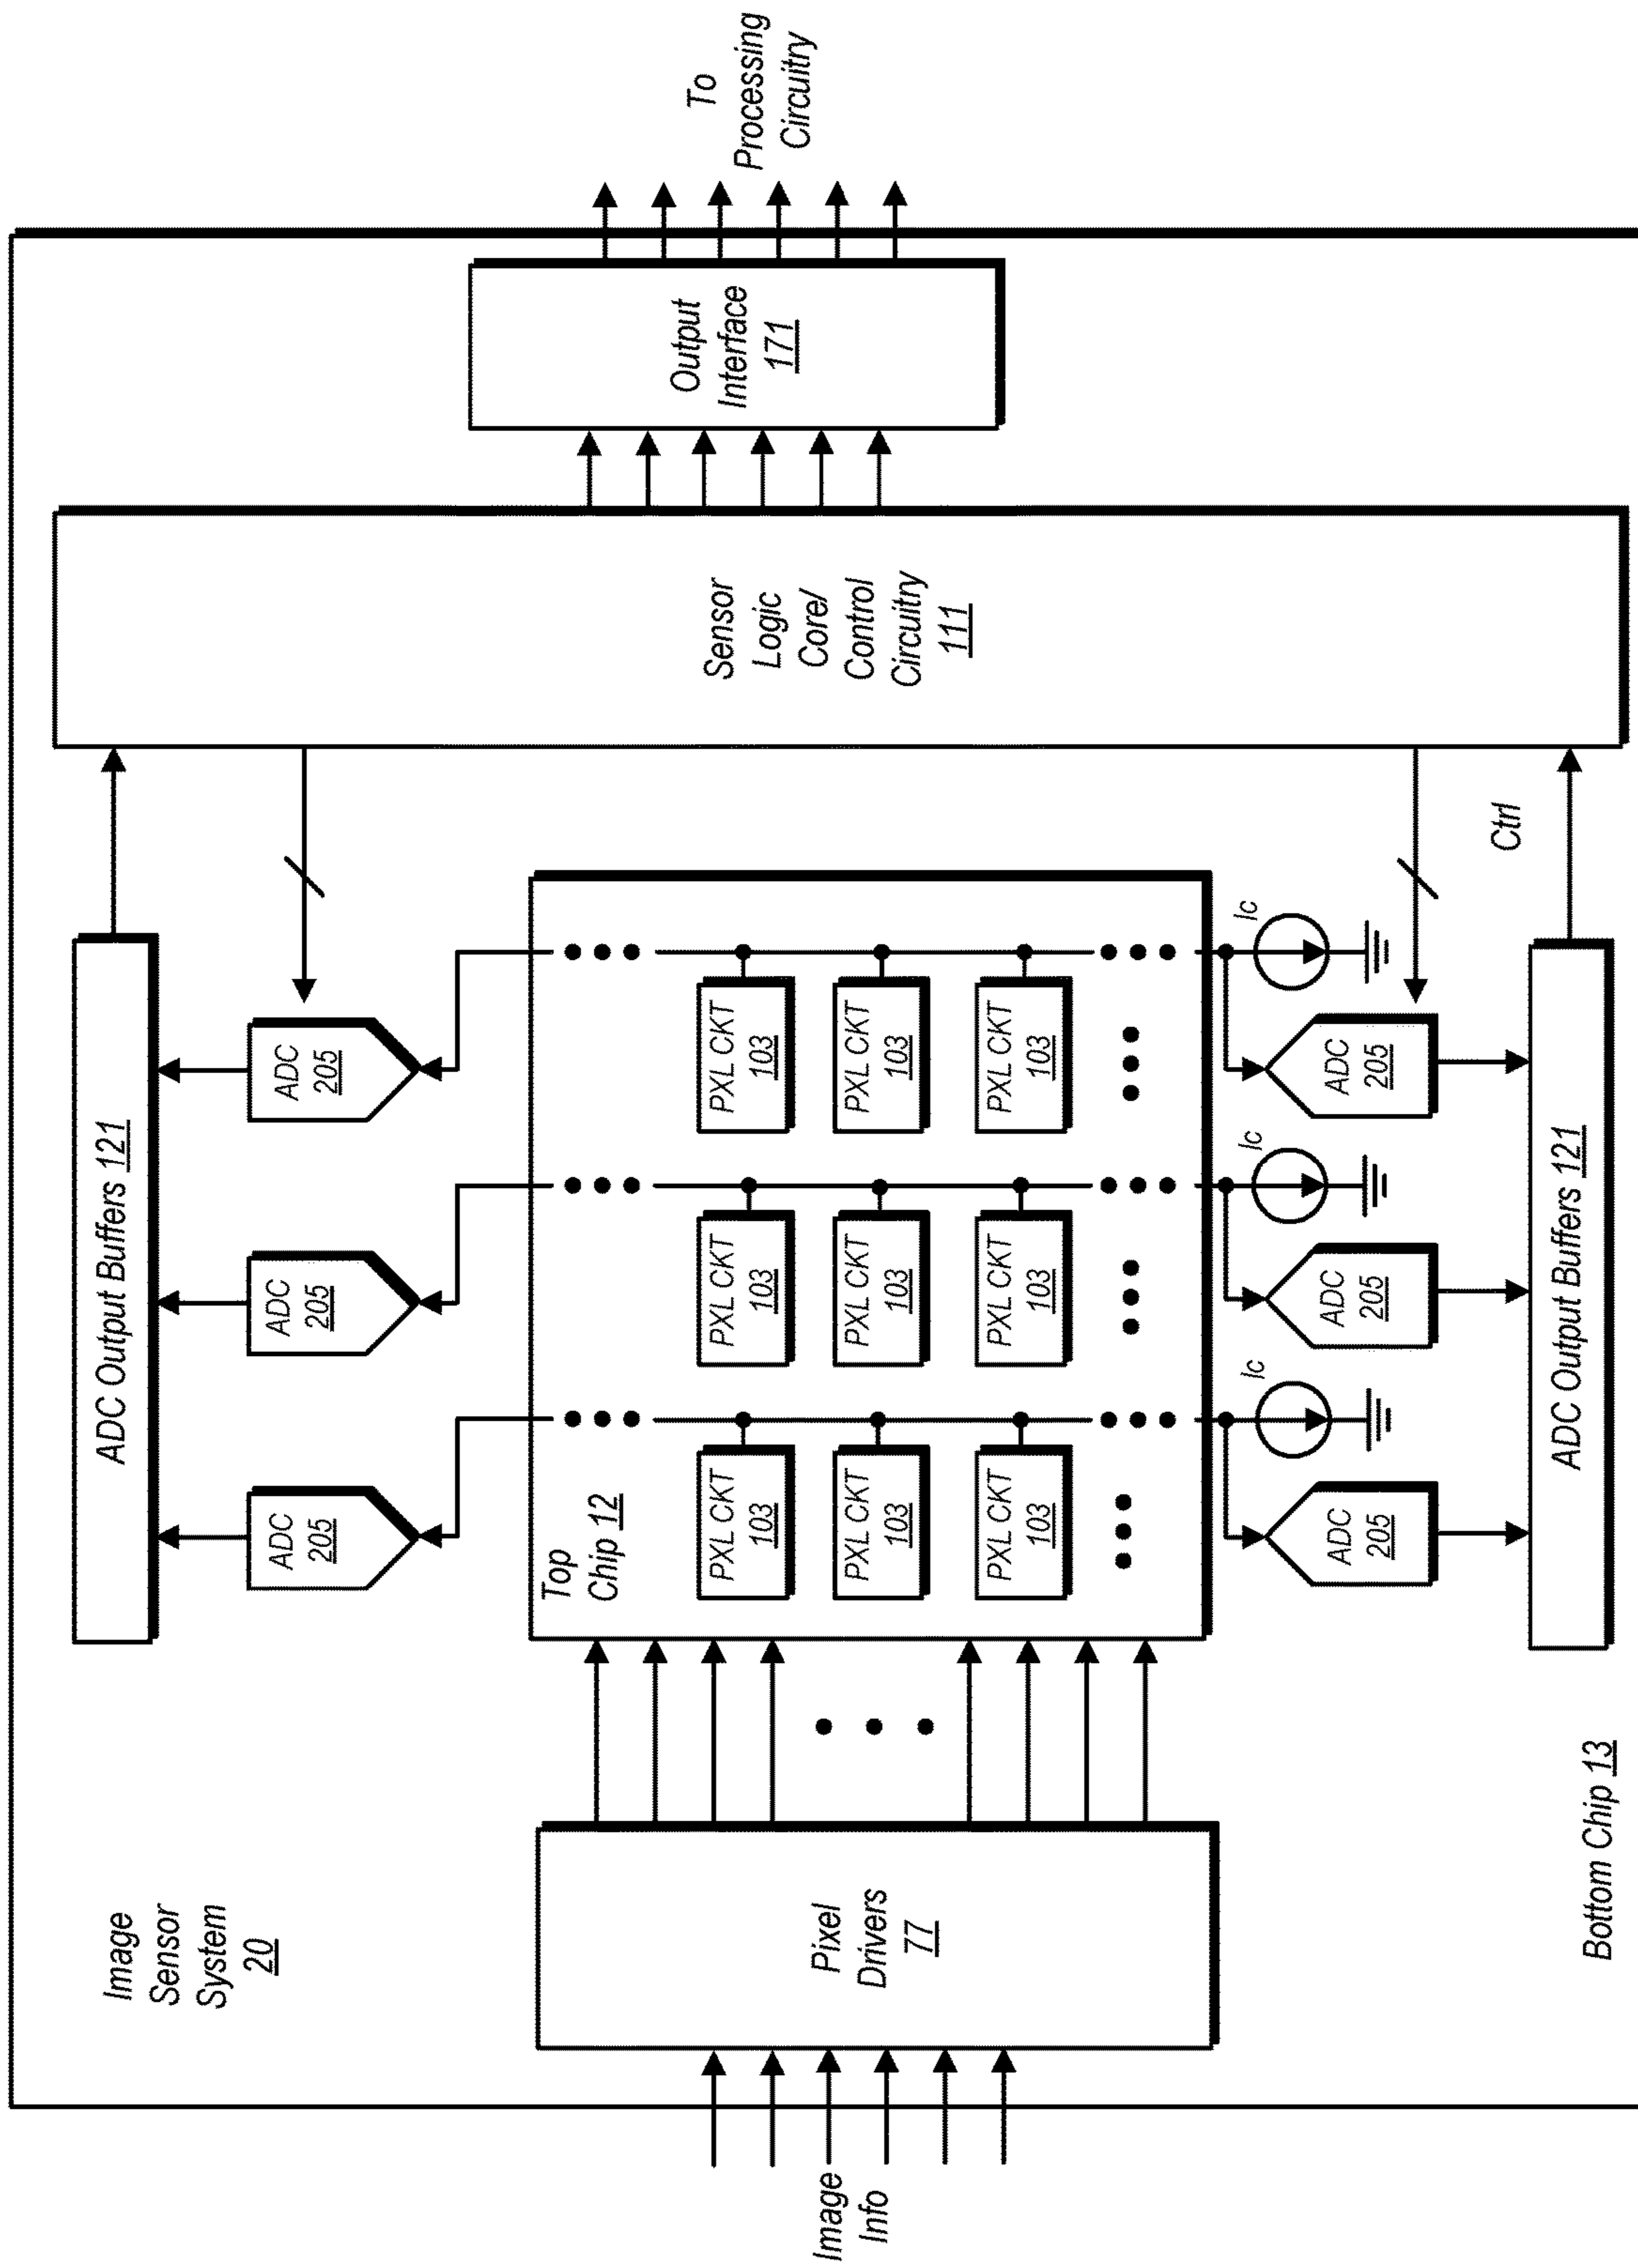 Image
Sensor
System
20
ADC Output Buffers 121
ADC
205
ADC
205
ADC
205
Image
Info
Pixel
Drivers
77
Top
Chip 12
PXL CKT
103
PXL CKT
103
PXL CKT
103
PXL CKT
103
PXL CKT
103
PXL CKT
103
PXL CKT
103
PXL CKT
103
PXL CKT
103
Sensor
Logic
Core/
Control
Circuitry
111
Output
Interface
171
To
Processing
Circuitry
Ic
Ic
Ic
ADC
205
ADC
205
ADC
205
Ctrl
ADC Output Buffers 121
Bottom Chip 13